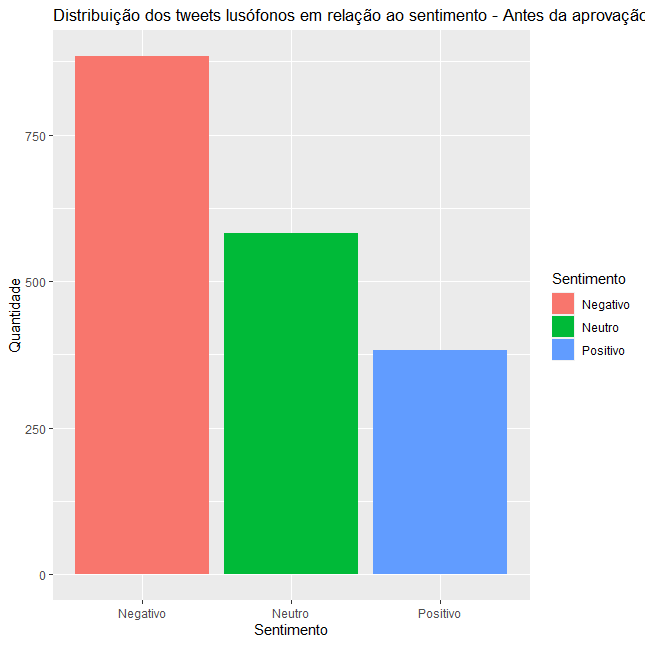 Distribuição dos tweets lusófonos em relação ao sentimento - Antes da aprovação
750
500
250
0
Quantidade
Negativo
Neutro
Positivo
Sentimento
Sentimento
Negativo
Neutro
Positivo